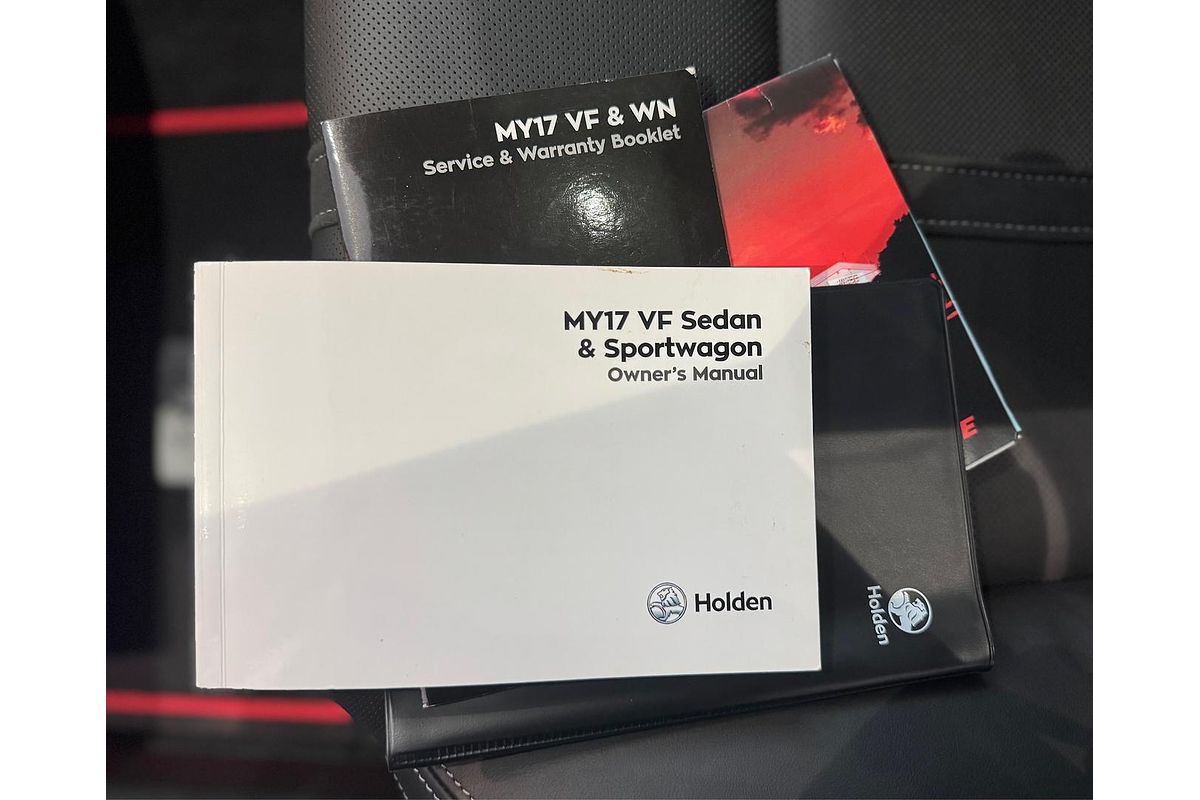 MY17 VF & WN
Service & Warranty Booklet
MY17 VF Sedan
& Sportwagon
Owner's Manual
Holden
Holden